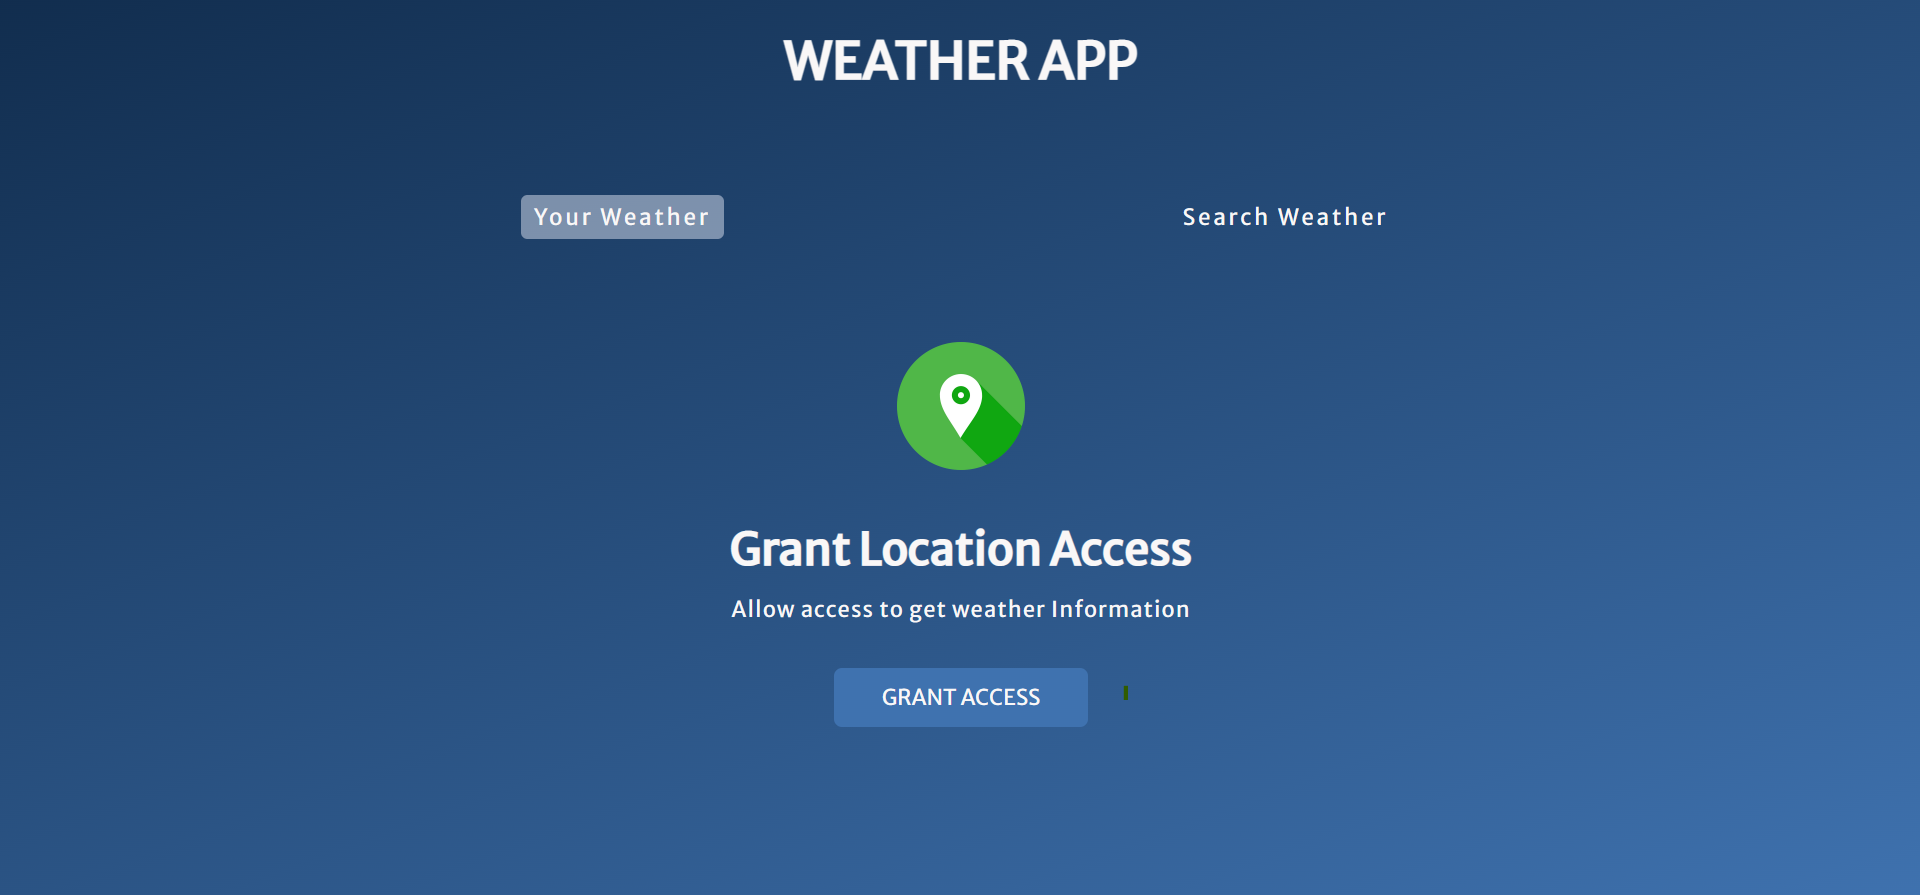 WEATHER APP
Your Weather
Search Weather
Grant Location Access
Allow access to get weather Information
GRANT ACCESS